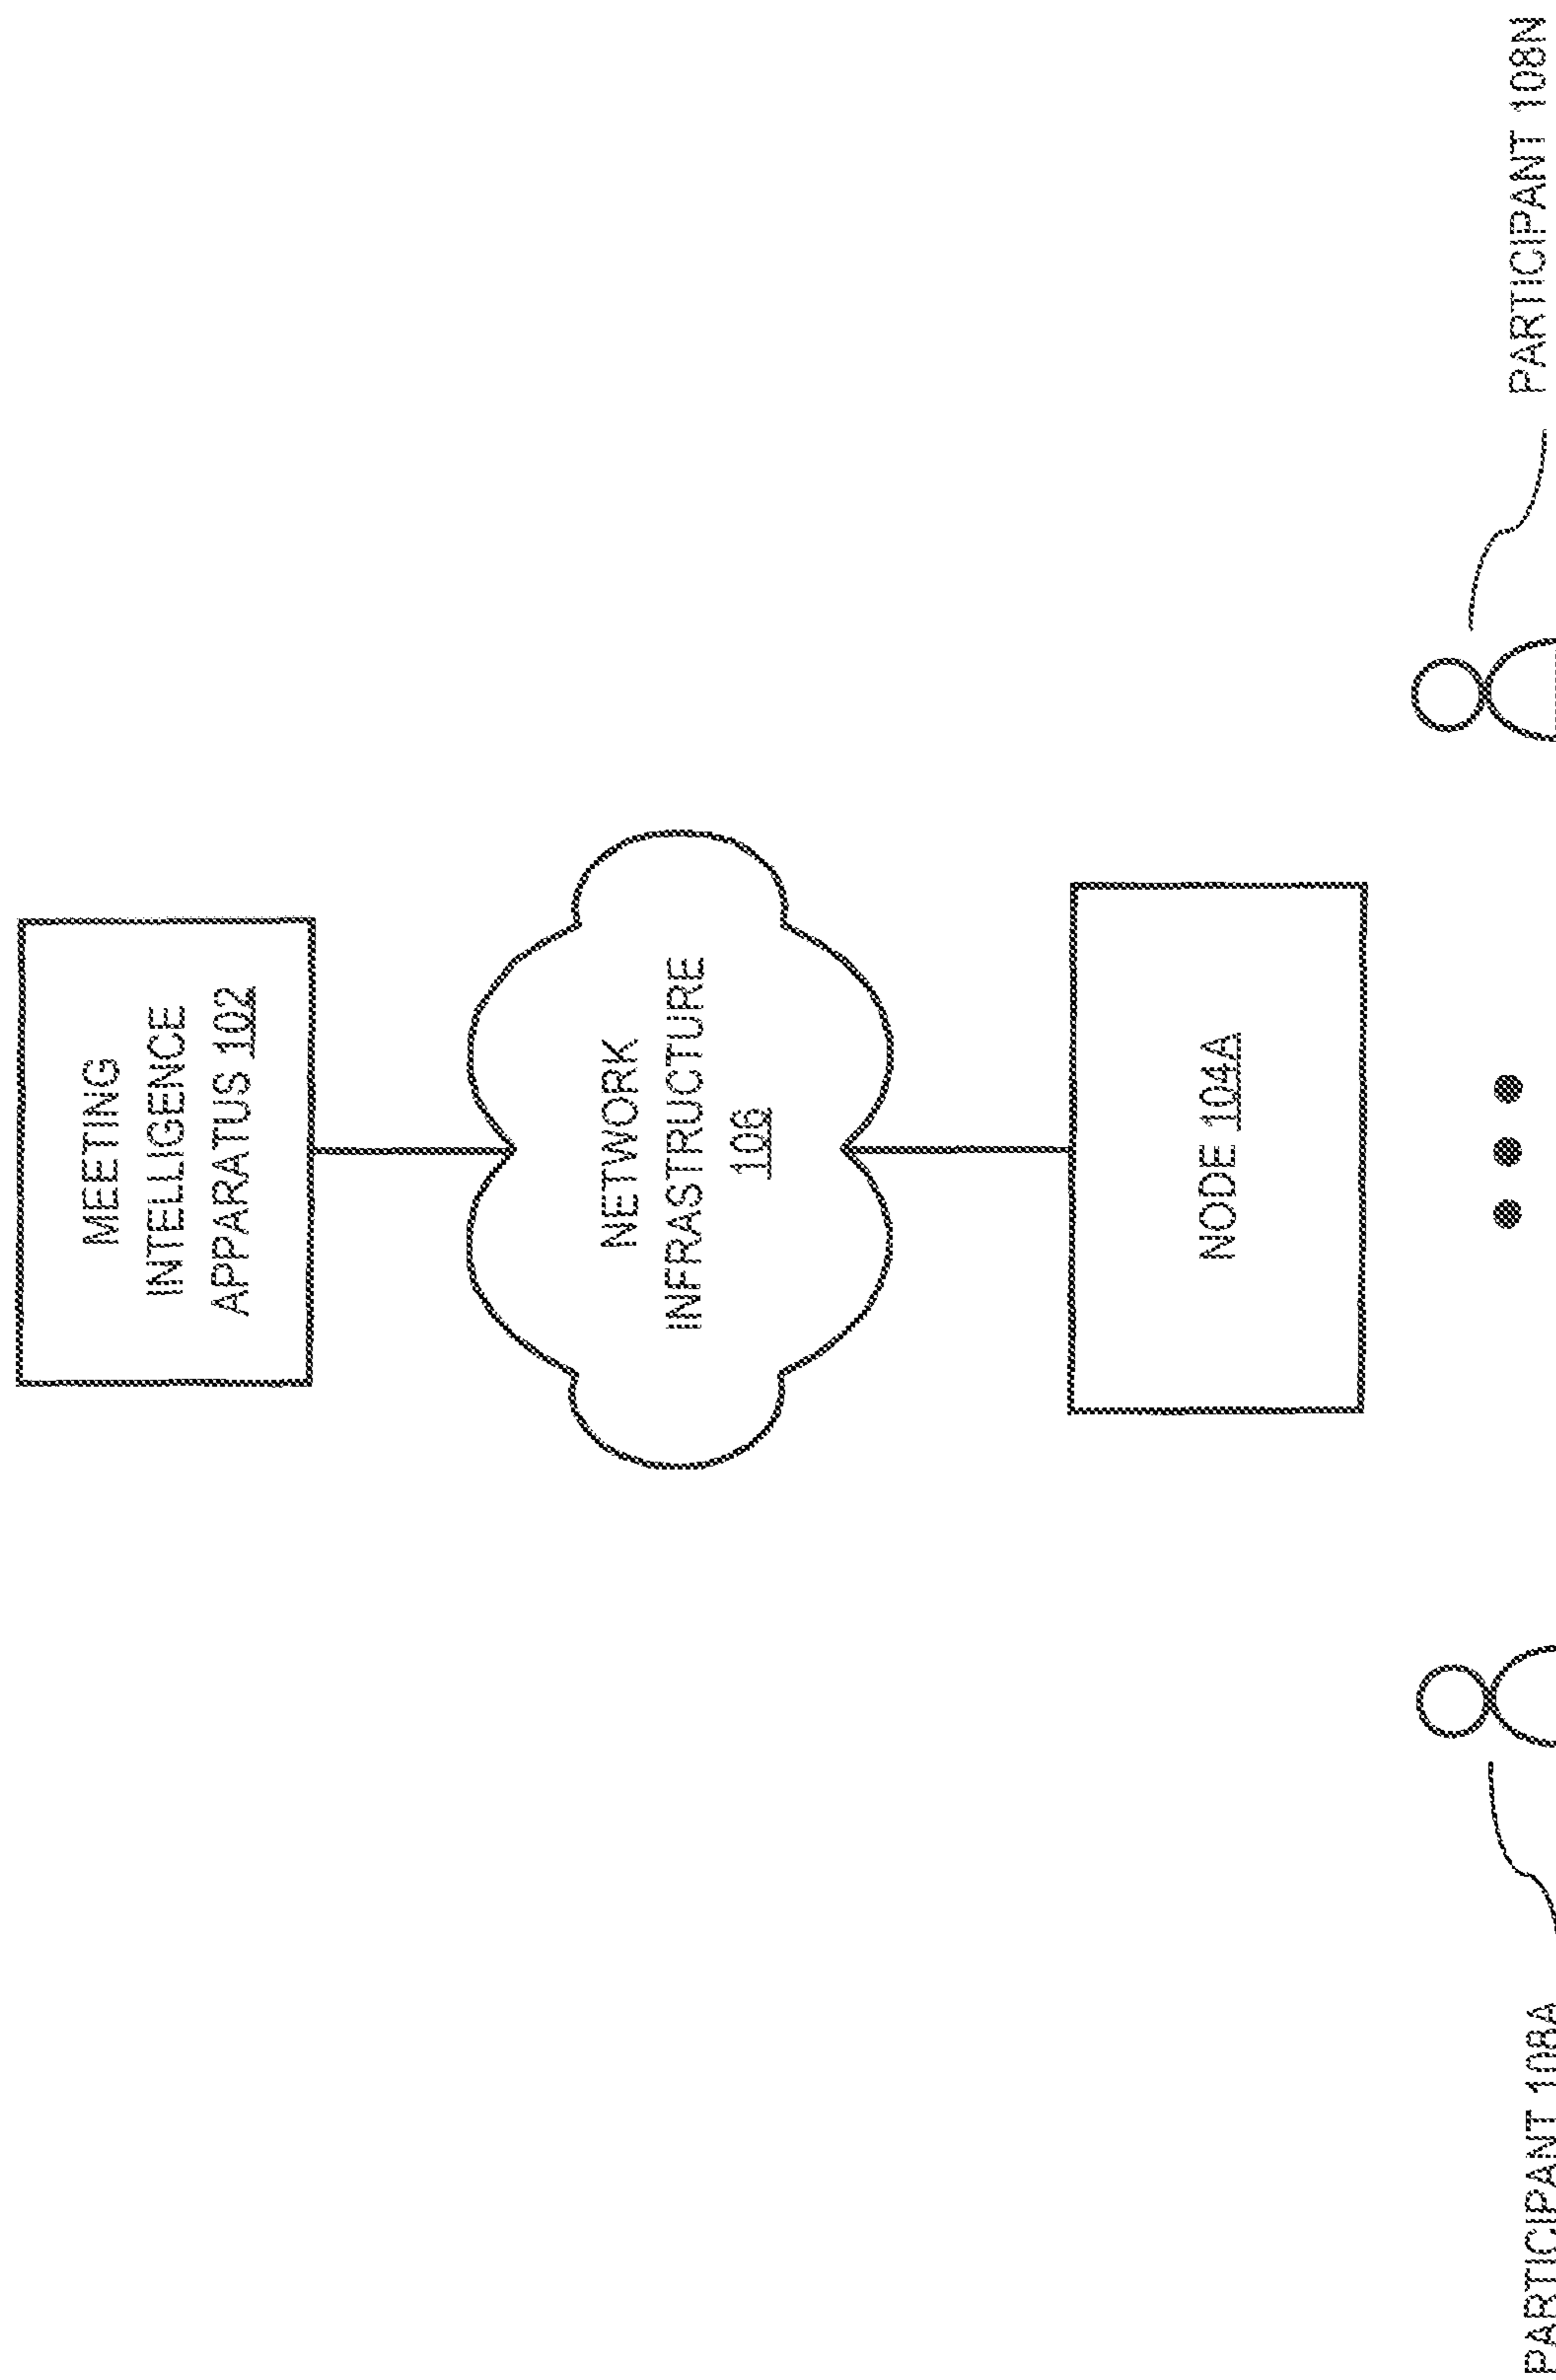 MEETING
INTELLIGENCE
APPARATUS 102
NETWORK
INFRASTRUCTURE
106
NODE 104A
PARTICIPANT 108A
PARTICIPANT 108N